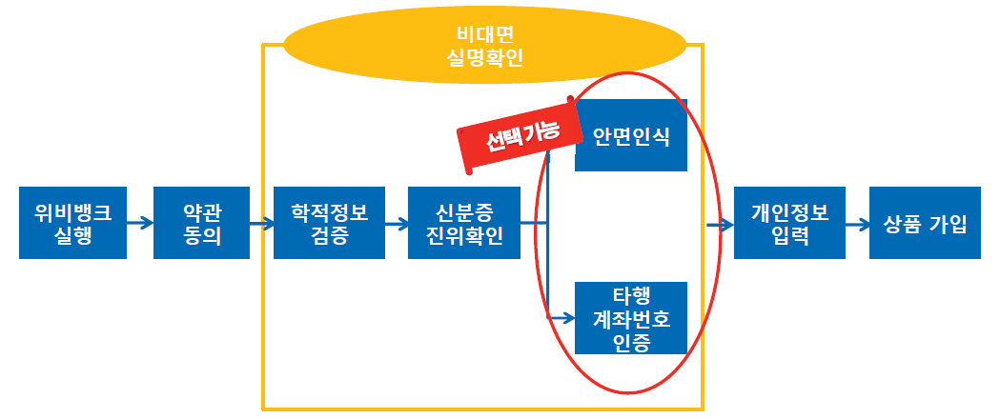 비대면
실명확인
선택 가능
안면인식
위비뱅크
실행
약관
동의
학적정보
검증
신분증
진위확인
개인정보
입력
상품 가입
타행
계좌번호
인증